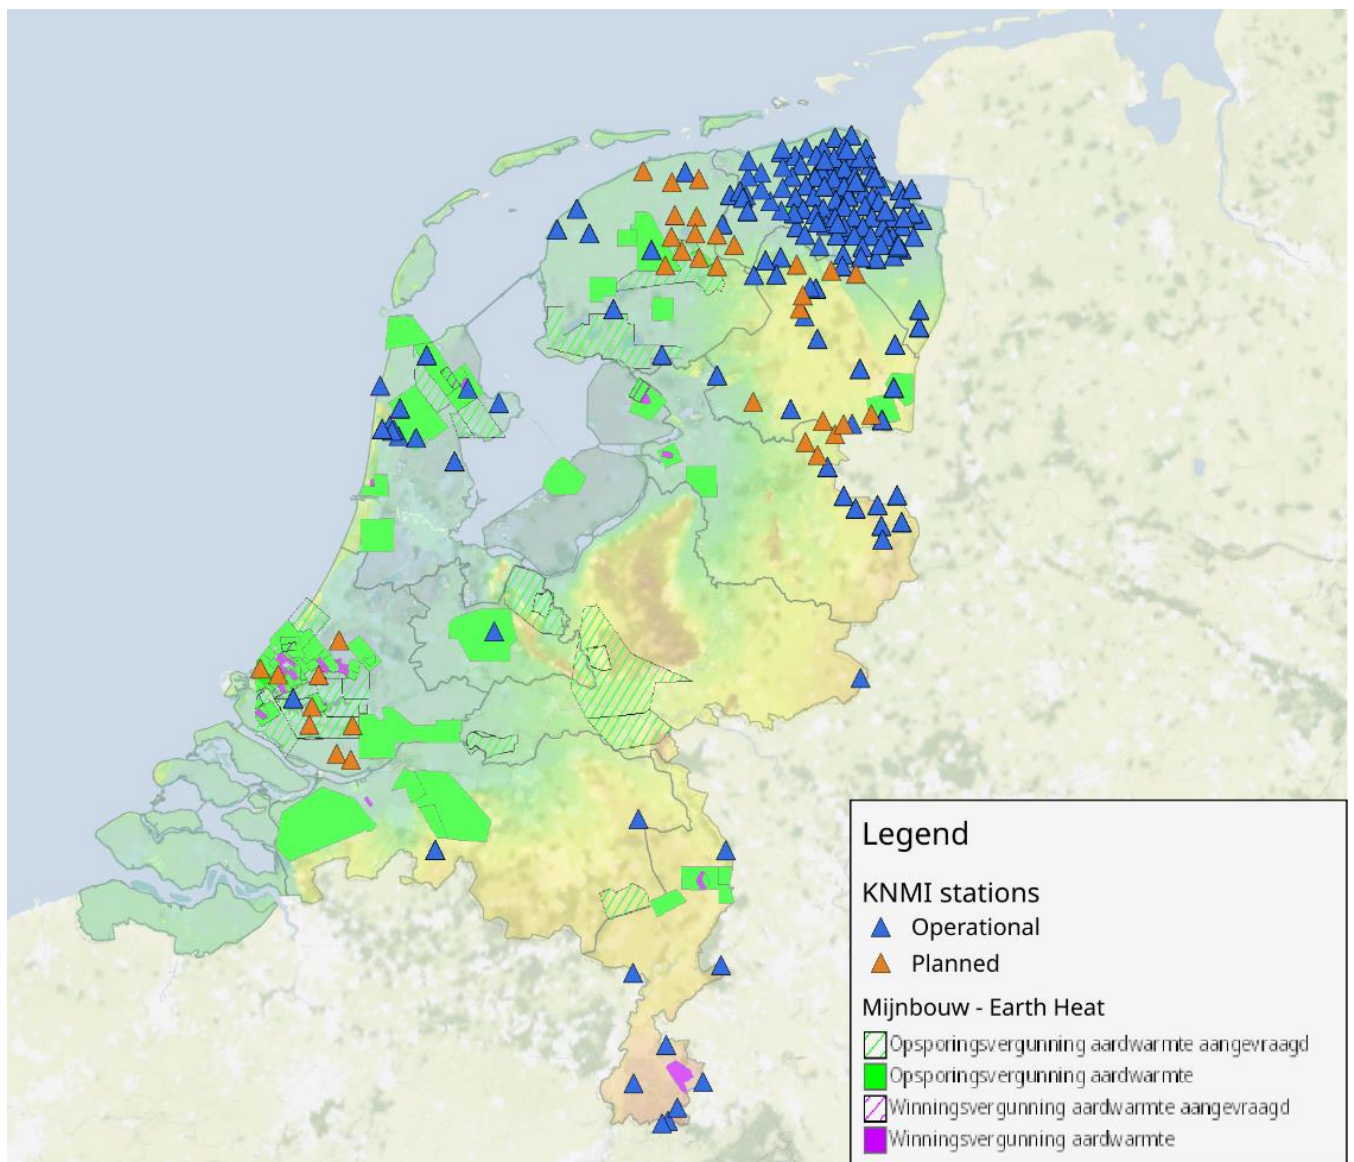 Legend
KNMI stations
Operational
Planned
Mijnbouw - Earth Heat
Opsporingsvergunning aardwarmte aangevraagd
Opsporingsvergunning aardwarmte
Winningsvergunning aardwarmte aangevraagd
Winningsvergunning aardwarmte